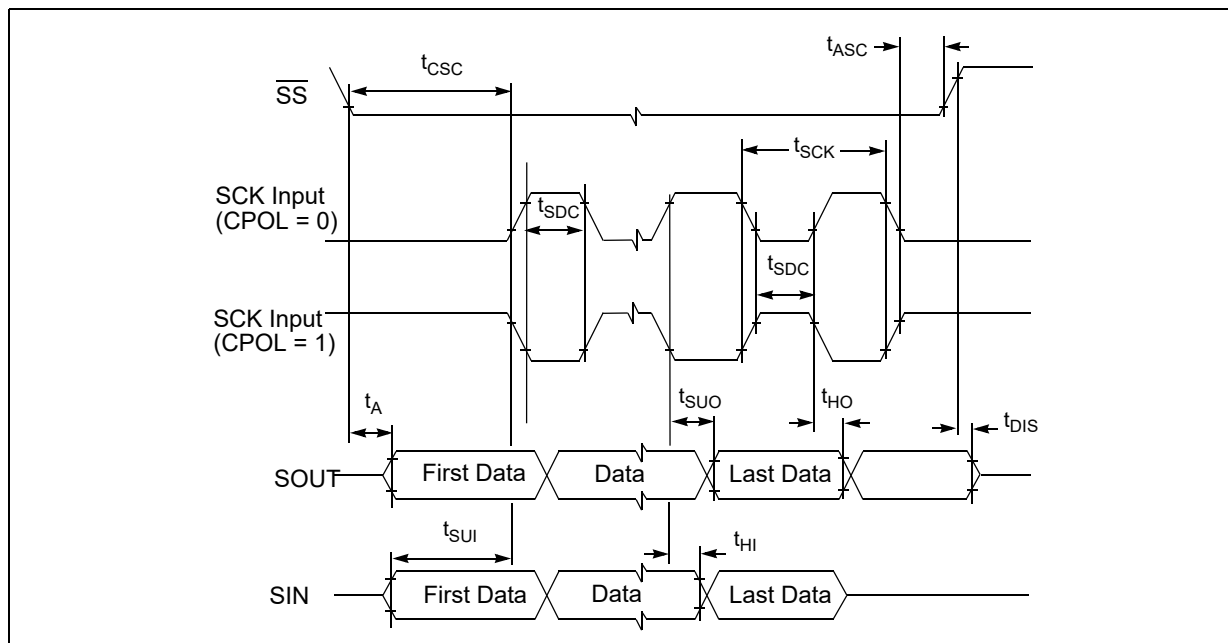 tASC
tCSC
SS
tSCK
SCK Input
(CPOL = 0)
tSDC
tSDC
SCK Input
(CPOL = 1)
tA
tSUO
tHO
tDIS
SOUT
First Data
Data
Last Data
tSUI
tHI
SIN
First Data
Data
Last Data